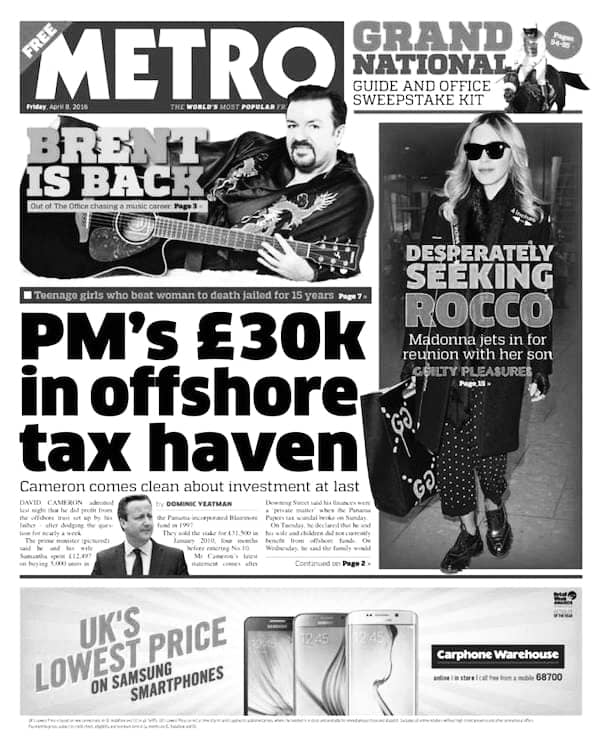 FREE
METRO
Friday, April 8, 2016
THE WORLD'S MOST POPULAR
GRAND
NATIONAL
GUIDE AND OFFICE
SWEEPSTAKE KIT
Pages
94-95
BRENT
IS BACK
Out of The Office chasing a music career: Page 3 »
Teenage girls who beat woman to death jailed for 15 years Page 7 »
PM's £30k
in offshore
tax haven
Cameron comes clean about investment at last
DAVID CAMERON admitted
last night that he did profit from
the offshore trust set up by his
father – after dodging the ques-
tion for nearly a week.
The prime minister (pictured)
said he and his wife
Samantha spent £12,497
on buying 5,000 units in
by DOMINIC YEATMAN
the Panama-incorporated Blairmore
fund in 1997.
They sold the stake for £31,500 in
January 2010, four months
before entering No.10.
Mr Cameron's latest
statement comes after
Downing Street said his finances were
a 'private matter' when the Panama
Papers tax scandal broke on Sunday.
On Tuesday, he declared that he and
his wife and children did not currently
benefit from offshore funds. On
Wednesday, he said the family would
Continued on Page 2 »
DESPERATELY
SEEKING
ROCCO
Madonna jets in for
reunion with her son
GUILTY PLEASURES
Page 15 »
UK'S
LOWEST PRICE
ON SAMSUNG
SMARTPHONES
12:45
12:45
12:45
Carphone Warehouse
online | in store | call free from a mobile 68700